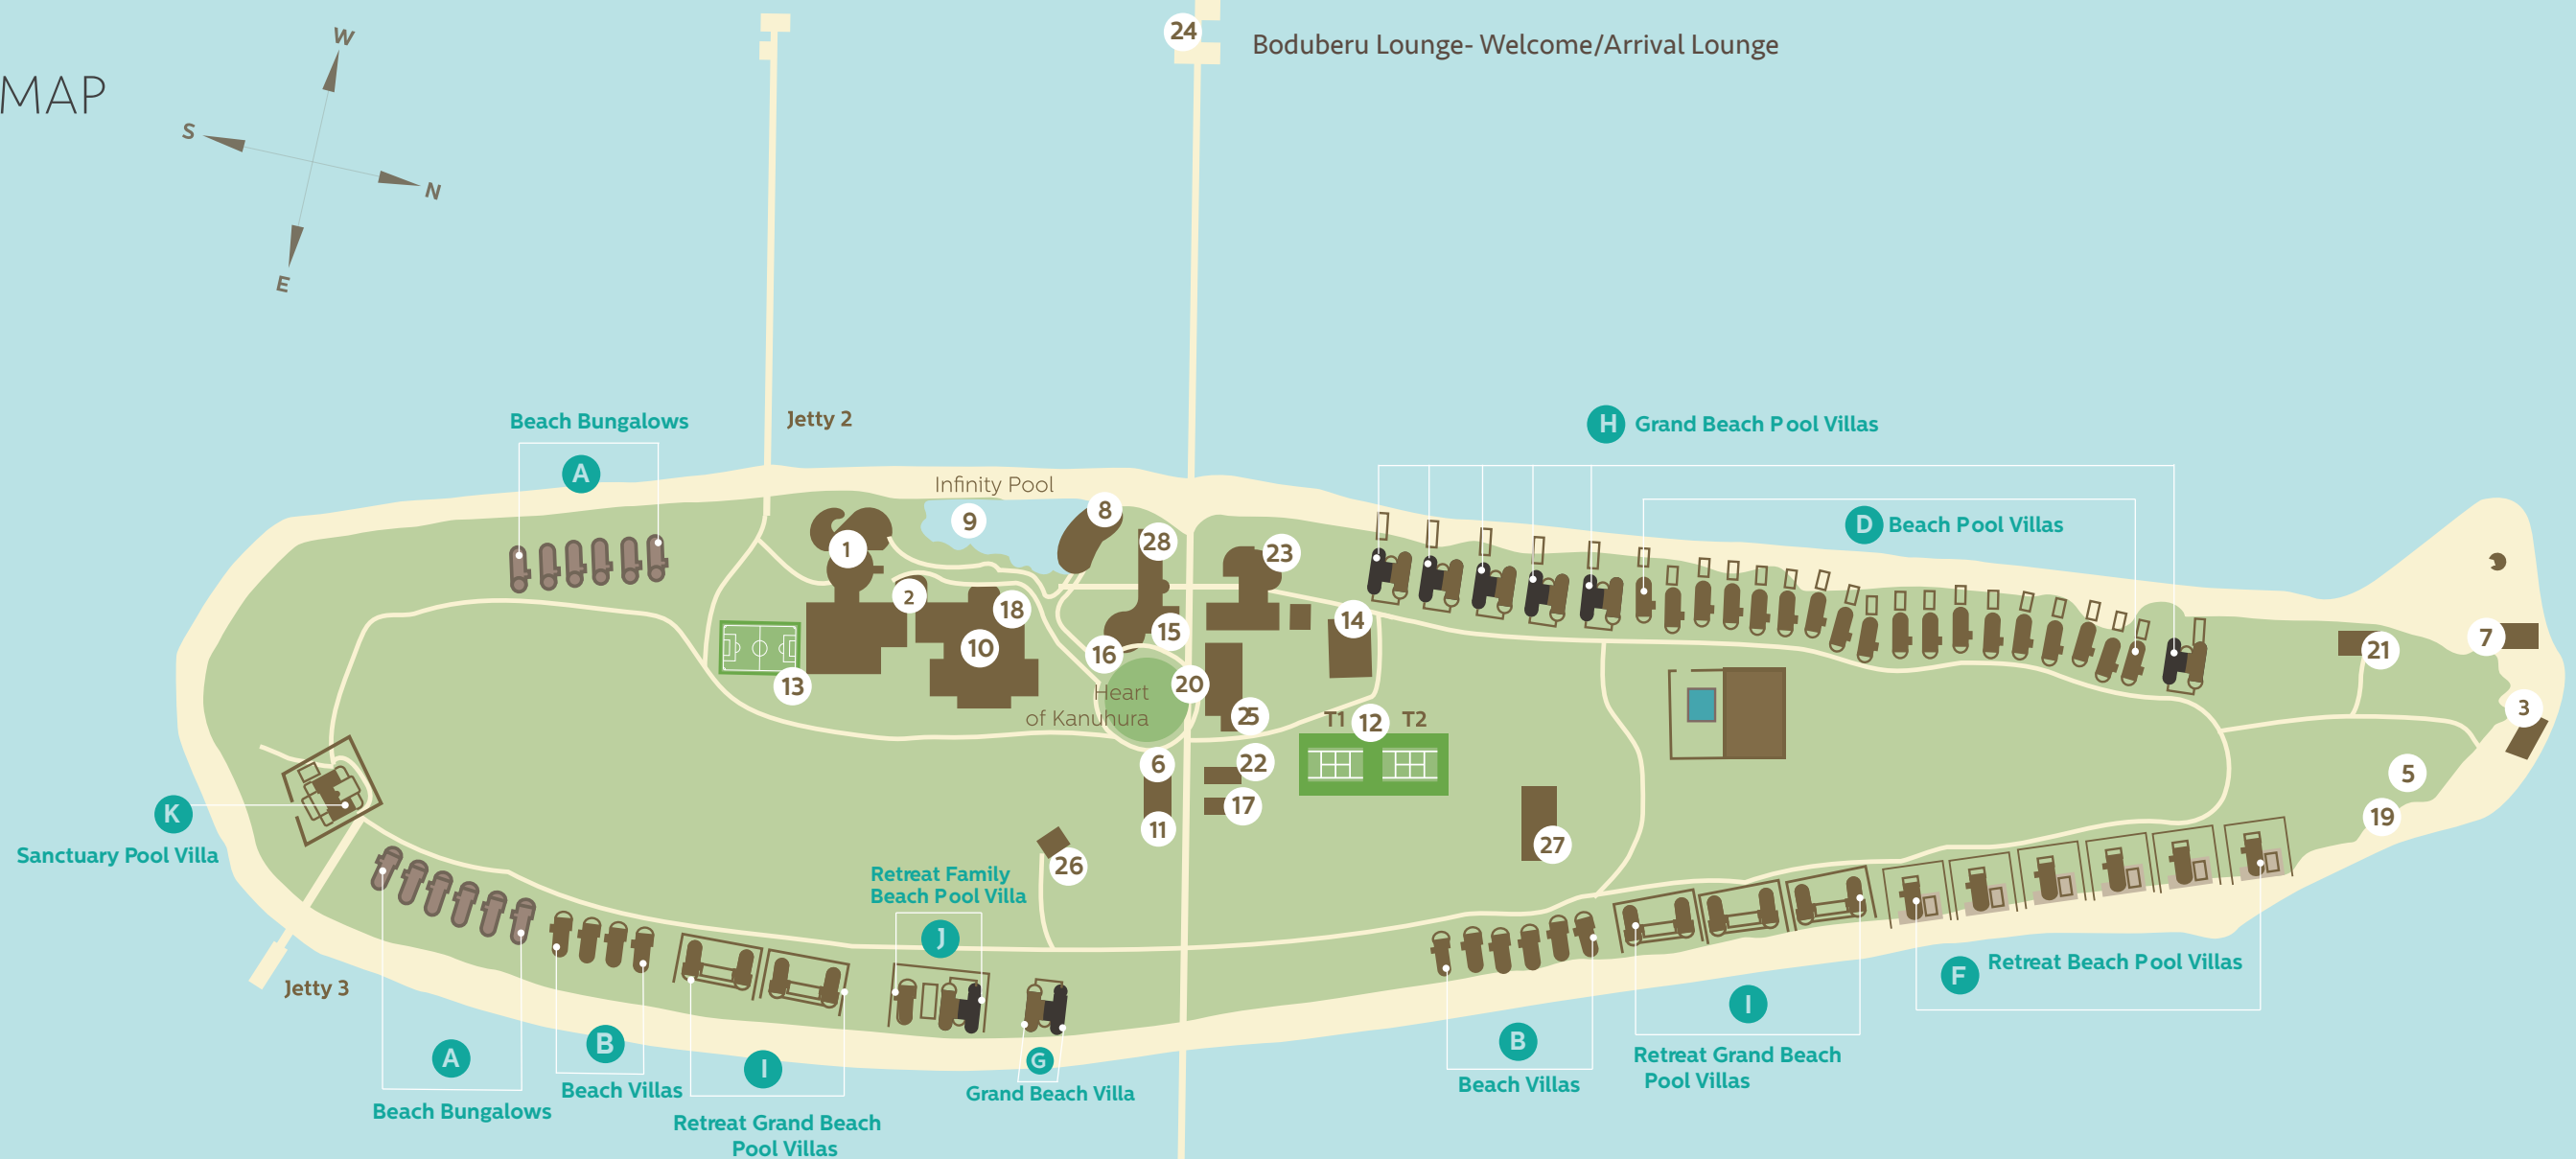 MAP
W
S
N
E
24
Boduberu Lounge- Welcome/Arrival Lounge
Beach Bungalows
A
Jetty 2
H Grand Beach Pool Villas
Infinity Pool
9
8
D Beach Pool Villas
1
28
23
2
18
10
15
16
14
13
20
Heart
of Kanuhura
25
T1 12 T2
21
7
3
6
22
17
11
5
19
K
Sanctuary Pool Villa
27
26
Retreat Family
Beach Pool Villa
J
Jetty 3
F Retreat Beach Pool Villas
A
Beach Bungalows
B
Beach Villas
I
Retreat Grand Beach
Pool Villas
G
Grand Beach Villa
B
Beach Villas
I
Retreat Grand Beach
Pool Villas